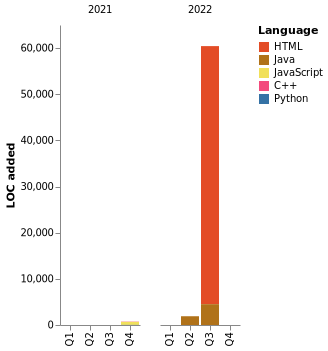 2021 2022
Language
HTML
Java
JavaScript
C++
Python
LOC added
60,000
50,000
40,000
30,000
20,000
10,000
0
Q1 Q2 Q3 Q4 Q1 Q2 Q3 Q4